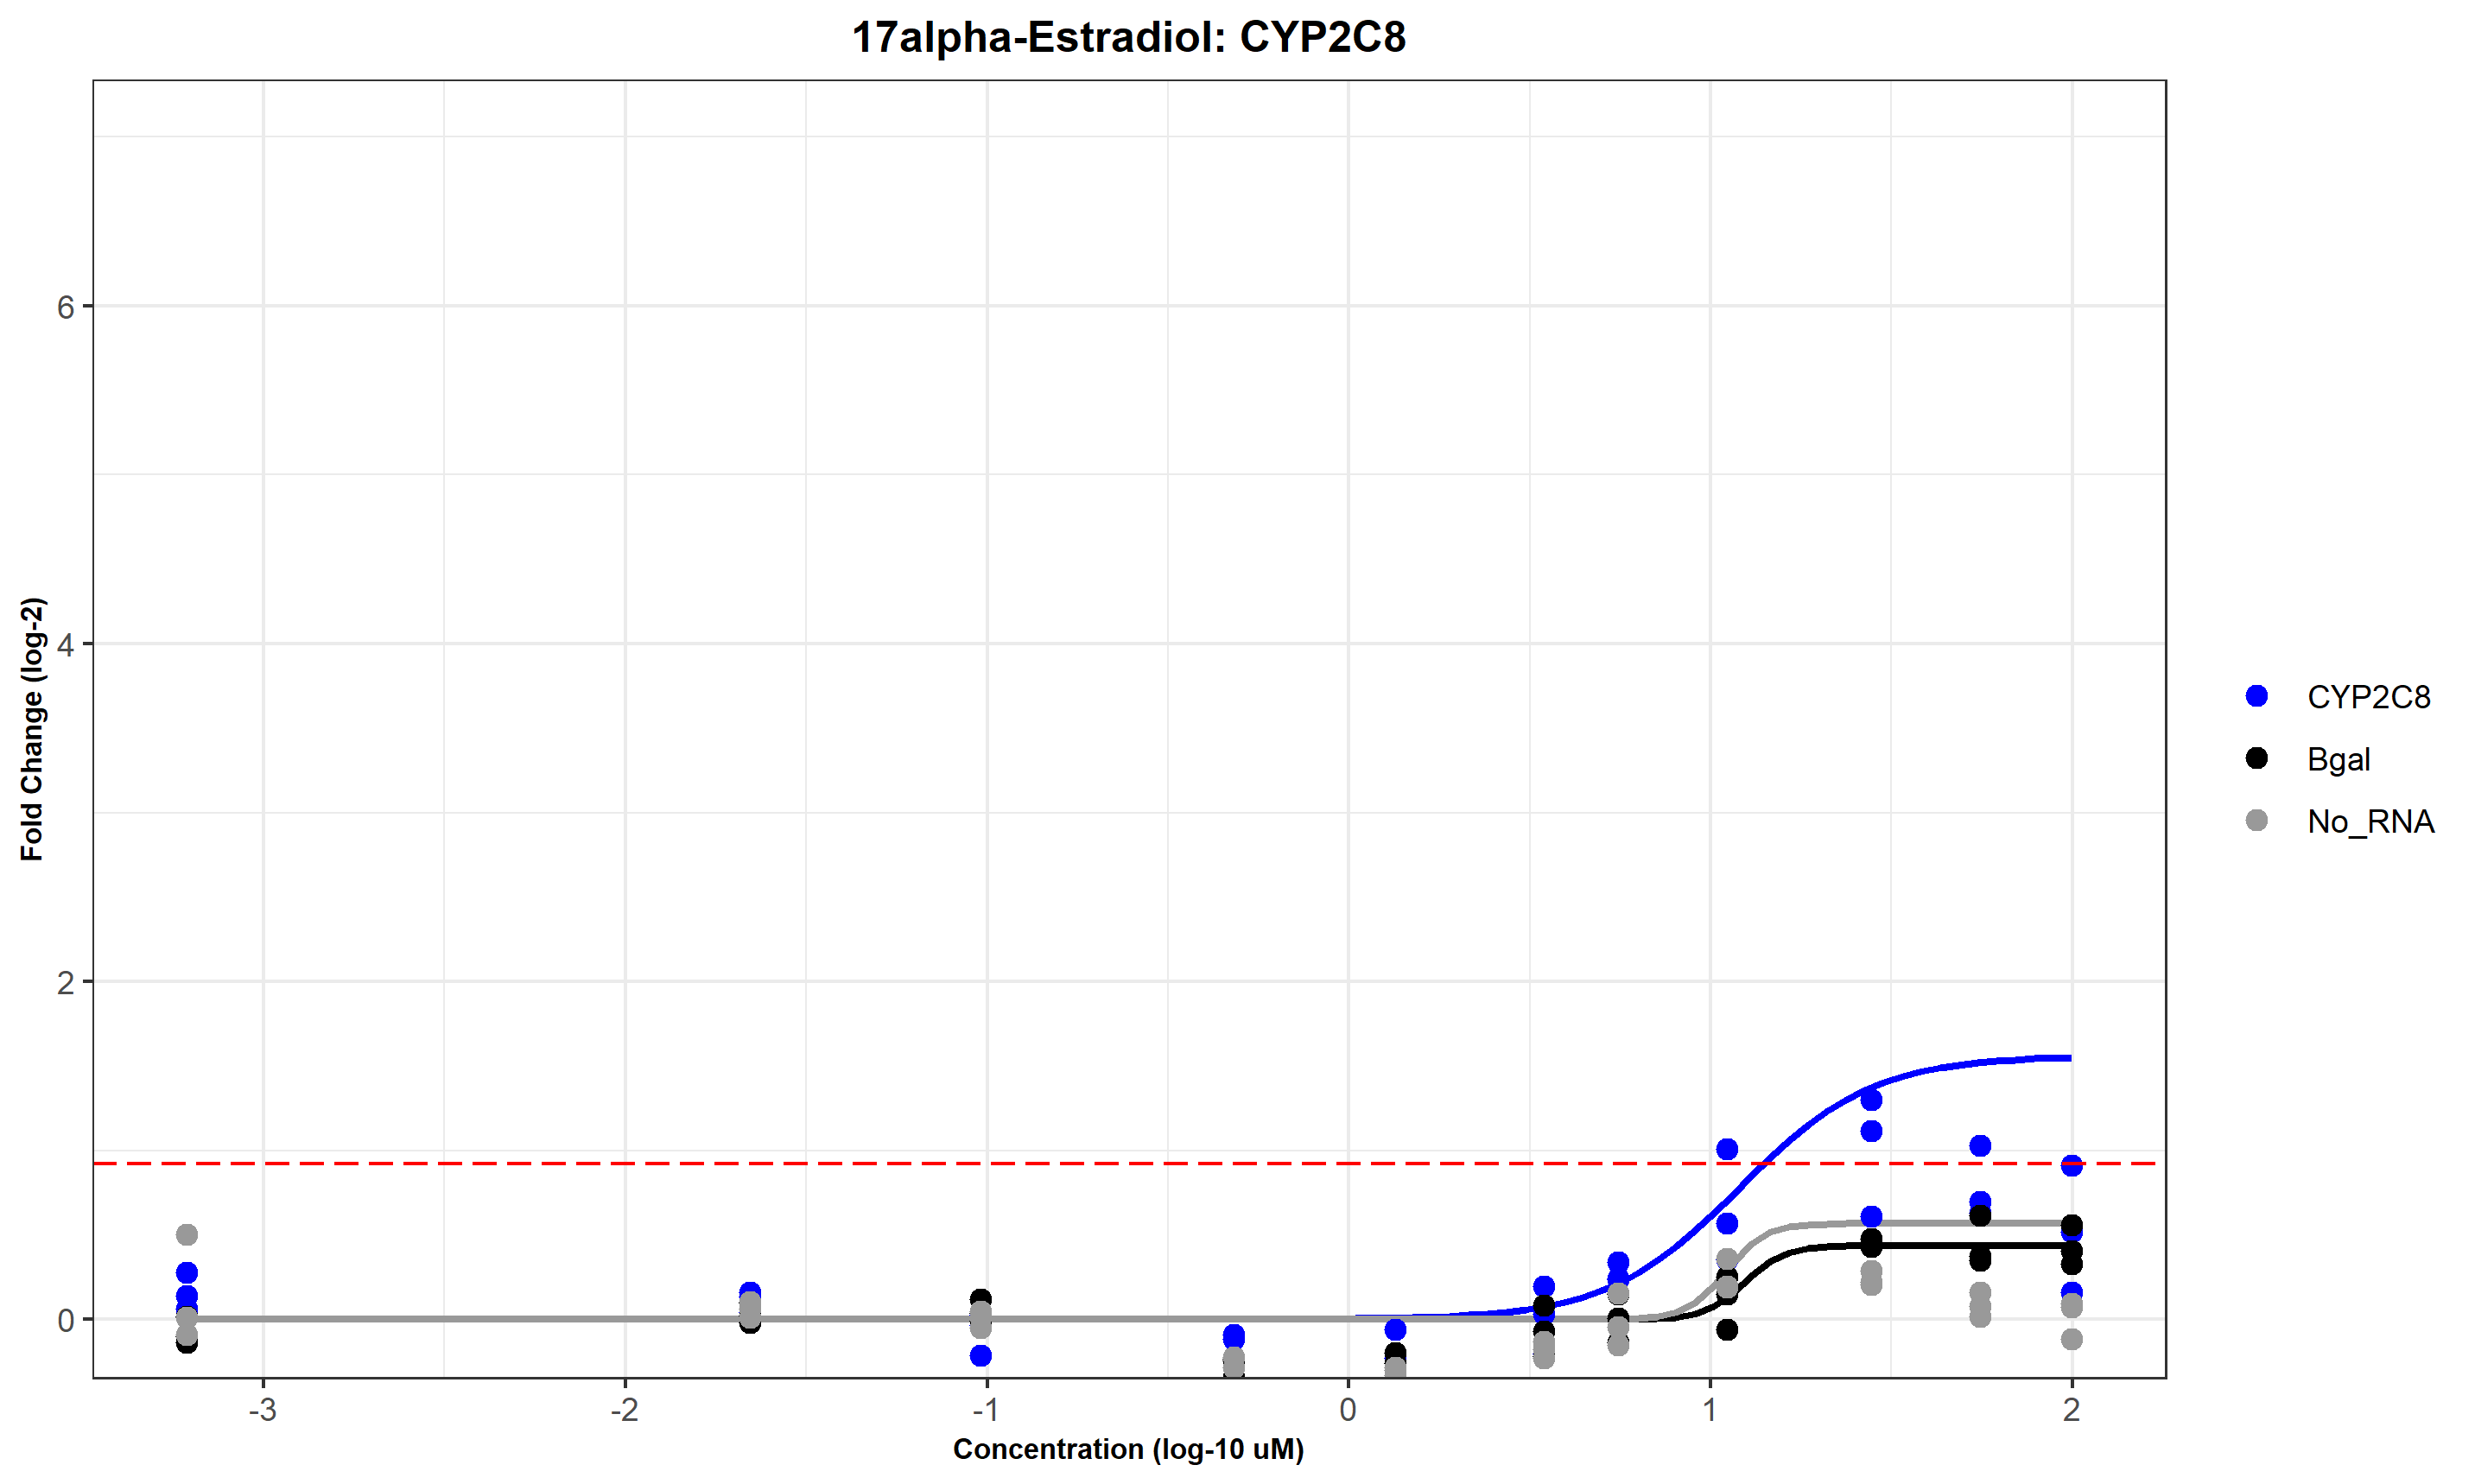 17alpha-Estradiol: CYP2C8
Fold Change (log-2)
6
4
2
0
-3
-2
-1
0
1
2
Concentration (log-10 uM)
CYP2C8
Bgal
No_RNA